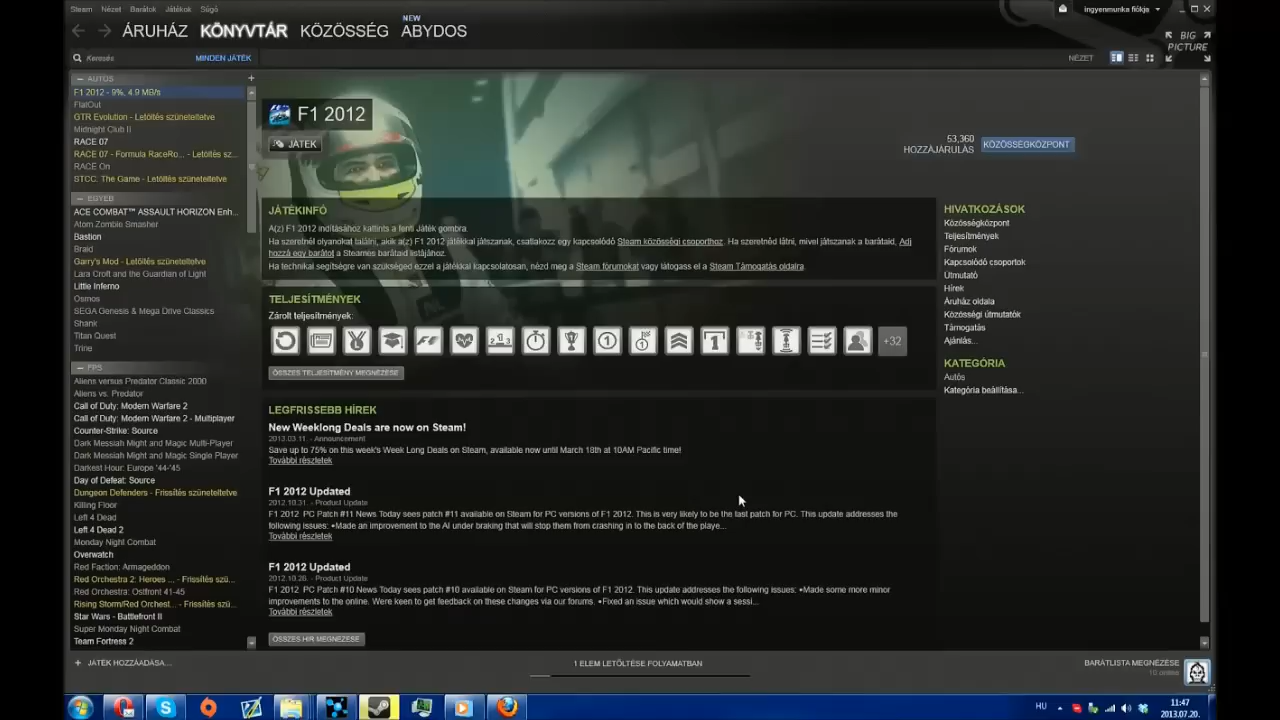 Steam Nézet Barátok Játékok Súgó
ingyenmunka fiókja
NEW
ÁRUHÁZ KÖNYVTÁR KÖZÖSSÉG ABYDOS
BIG PICTURE
Keresés MINDEN JÁTÉK
NÉZET
AUTÓS
F1 2012 - 9%, 4.9 MB/s
FlatOut
GTR Evolution - Letöltés szüneteltetve
Midnight Club II
RACE 07
RACE 07 - Formula RaceRo... - Letöltés sz...
RACE On
STCC: The Game - Letöltés szüneteltetve
EGYÉB
ACE COMBAT™ ASSAULT HORIZON Enh...
Atom Zombie Smasher
Bastion
Braid
Garry's Mod - Letöltés szüneteltetve
Lara Croft and the Guardian of Light
Little Inferno
Osmos
SEGA Genesis & Mega Drive Classics
Shank
Titan Quest
Trine
FPS
Aliens versus Predator Classic 2000
Aliens vs. Predator
Call of Duty: Modern Warfare 2
Call of Duty: Modern Warfare 2 - Multiplayer
Counter-Strike: Source
Dark Messiah Might and Magic Multi-Player
Dark Messiah Might and Magic Single Player
Darkest Hour: Europe '44-'45
Day of Defeat: Source
Dungeon Defenders - Frissítés szüneteltetve
Killing Floor
Left 4 Dead
Left 4 Dead 2
Monday Night Combat
Overwatch
Red Faction: Armageddon
Red Orchestra 2: Heroes ... - Frissítés szü...
Red Orchestra: Ostfront 41-45
Rising Storm/Red Orchest... - Frissítés szü...
Star Wars - Battlefront II
Super Monday Night Combat
Team Fortress 2
F1 2012
JÁTÉK
53,360
HOZZÁJÁRULÁS
KÖZÖSSÉGKÖZPONT
JÁTÉKINFÓ
A(z) F1 2012 indításához kattints a fenti Játék gombra.
Ha szeretnél olyanokat találni, akik a(z) F1 2012 játékkal játszanak, csatlakozz egy kapcsolódó Steam közösségi csoporthoz. Ha szeretnéd látni, mivel játszanak a barátaid, Adj
hozzá egy barátot a Steames barátaid listájához.
Ha technikai segítségre van szükséged ezzel a játékkal kapcsolatosan, nézd meg a Steam fórumokat vagy látogass el a Steam Támogatás oldalra.
TELJESÍTMÉNYEK
Zárolt teljesítmények:
+32
ÖSSZES TELJESÍTMÉNY MEGNÉZÉSE
LEGFRISSEBB HÍREK
New Weeklong Deals are now on Steam!
2013.03.11. - Announcement
Save up to 75% on this week's Week Long Deals on Steam, available now until March 18th at 10AM Pacific time!
További részletek
F1 2012 Updated
2012.10.31. - Product Update
F1 2012 PC Patch #11 News Today sees patch #11 available on Steam for PC versions of F1 2012. This is very likely to be the last patch for PC. This update addresses the
following issues: •Made an improvement to the AI under braking that will stop them from crashing in to the back of the playe...
További részletek
F1 2012 Updated
2012.10.26. - Product Update
F1 2012 PC Patch #10 News Today sees patch #10 available on Steam for PC versions of F1 2012. This update addresses the following issues: •Made some more minor
improvements to the online. Were keen to get feedback on these changes via our forums. •Fixed an issue which would show a sessi...
További részletek
ÖSSZES HÍR MEGNÉZÉSE
HIVATKOZÁSOK
Közösségközpont
Teljesítmények
Fórumok
Kapcsolódó csoportok
Útmutató
Hírek
Áruház oldala
Közösségi útmutatók
Támogatás
Ajánlás...
KATEGÓRIA
Autós
Kategória beállítása...
JÁTÉK HOZZÁADÁSA...
1 ELEM LETÖLTÉSE FOLYAMATBAN
BARÁTLISTA MEGNÉZÉSE
10 online
HU
11:47
2013.07.20.